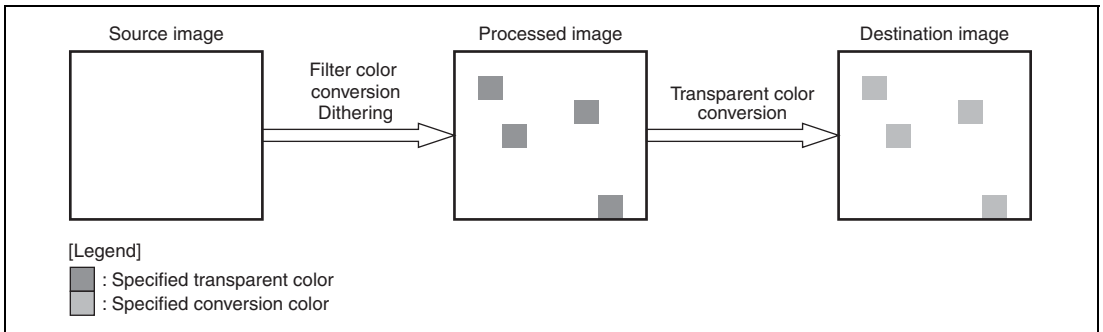 Source image
Processed image
Destination image
Filter color
conversion
Dithering
Transparent color
conversion
[Legend]
: Specified transparent color
: Specified conversion color